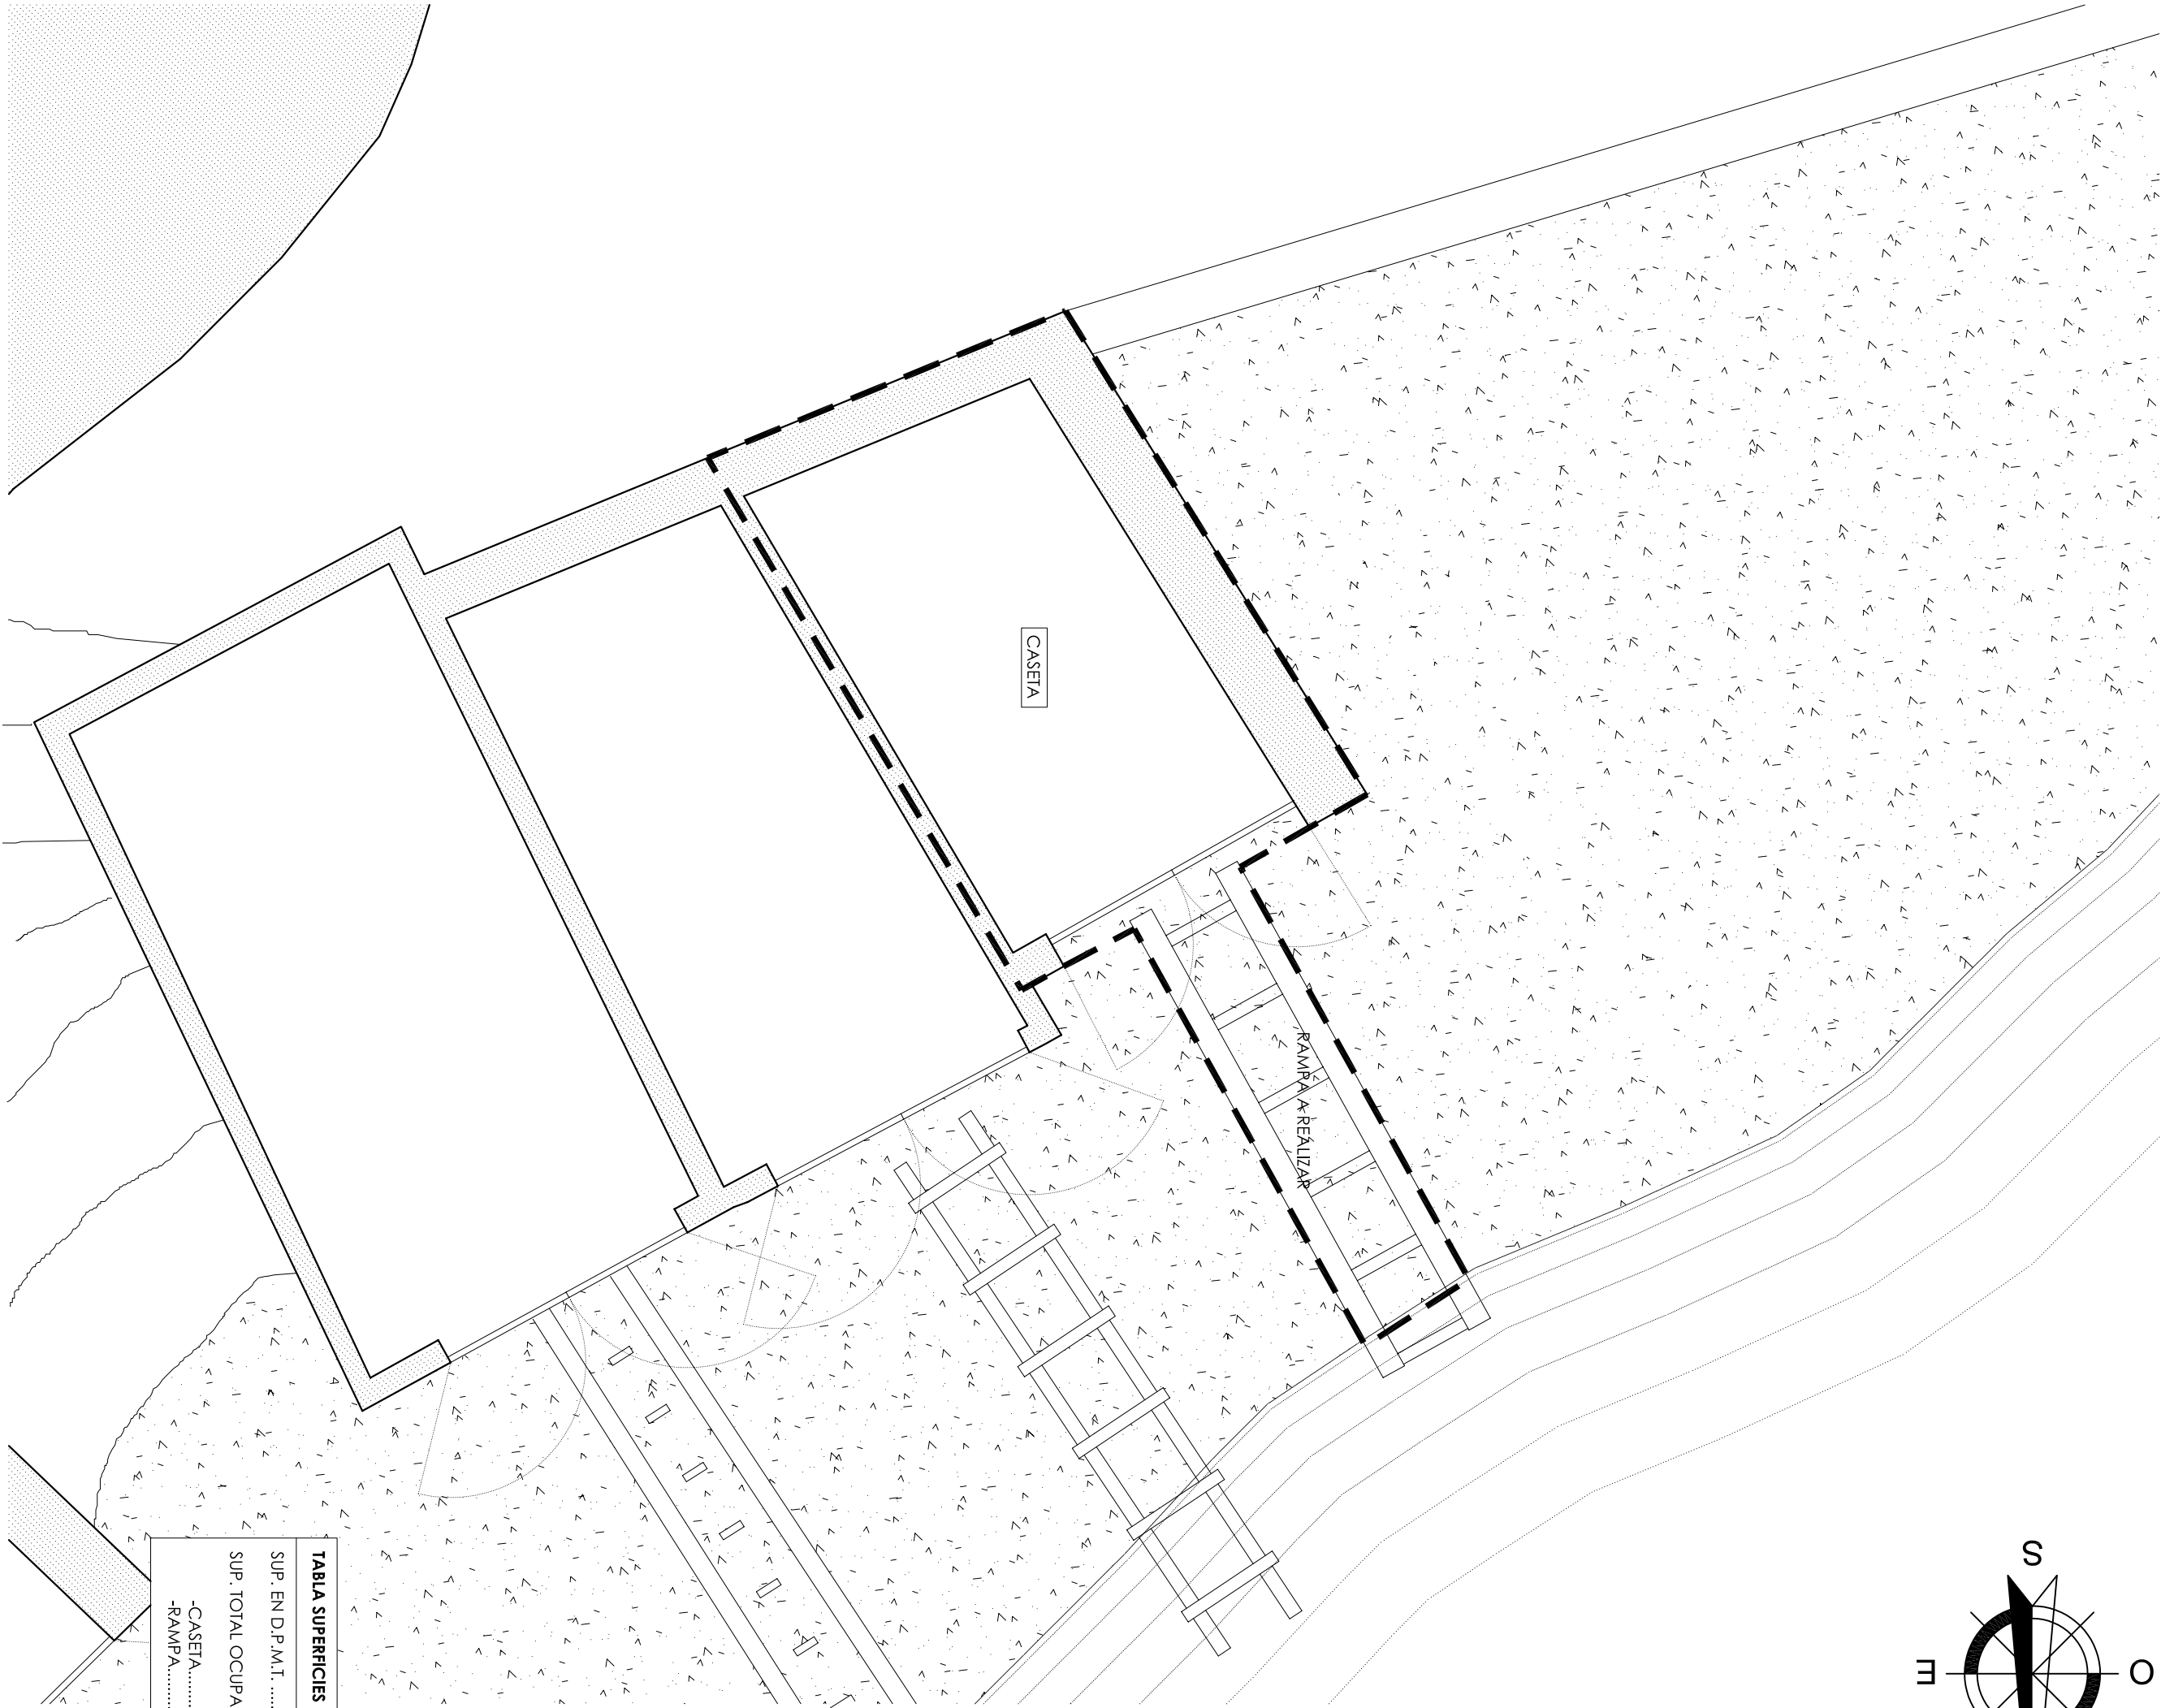 CASETA
RAMPA A REALIZAR
TABLA SUPERFICIES
SUP. EN D.P.M.T. .....
SUP. TOTAL OCUPA
-CASETA.........
-RAMPA..........
S
E
O